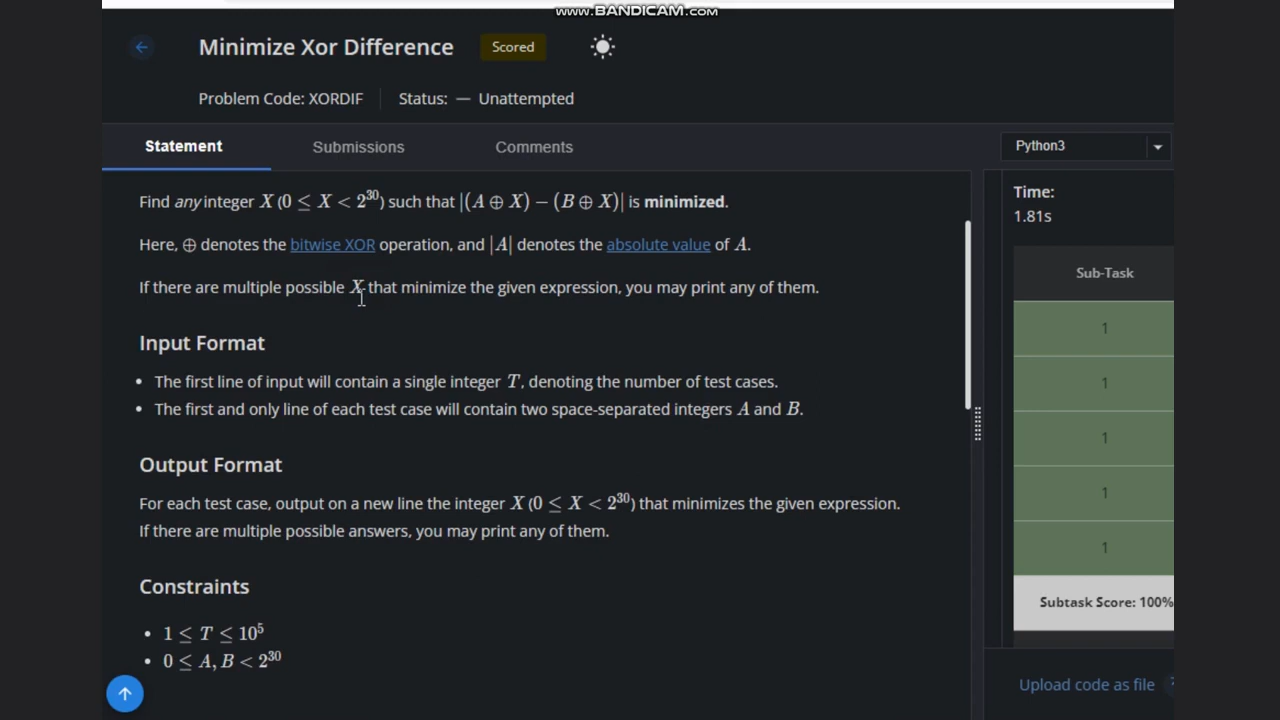 www.BANDICAM.com
Minimize Xor Difference
Scored
Problem Code: XORDIF
Status: — Unattempted
Statement
Submissions
Comments
Python3
Find any integer X (0 ≤ X < 2^30) such that |(A ⊕ X) − (B ⊕ X)| is minimized.
Here, ⊕ denotes the bitwise XOR operation, and |A| denotes the absolute value of A.
If there are multiple possible X that minimize the given expression, you may print any of them.
Input Format
• The first line of input will contain a single integer T, denoting the number of test cases.
• The first and only line of each test case will contain two space-separated integers A and B.
Output Format
For each test case, output on a new line the integer X (0 ≤ X < 2^30) that minimizes the given expression.
If there are multiple possible answers, you may print any of them.
Constraints
• 1 ≤ T ≤ 10^5
• 0 ≤ A, B < 2^30
Time:
1.81s
Sub-Task
1
1
1
1
1
Subtask Score: 100%
Upload code as file